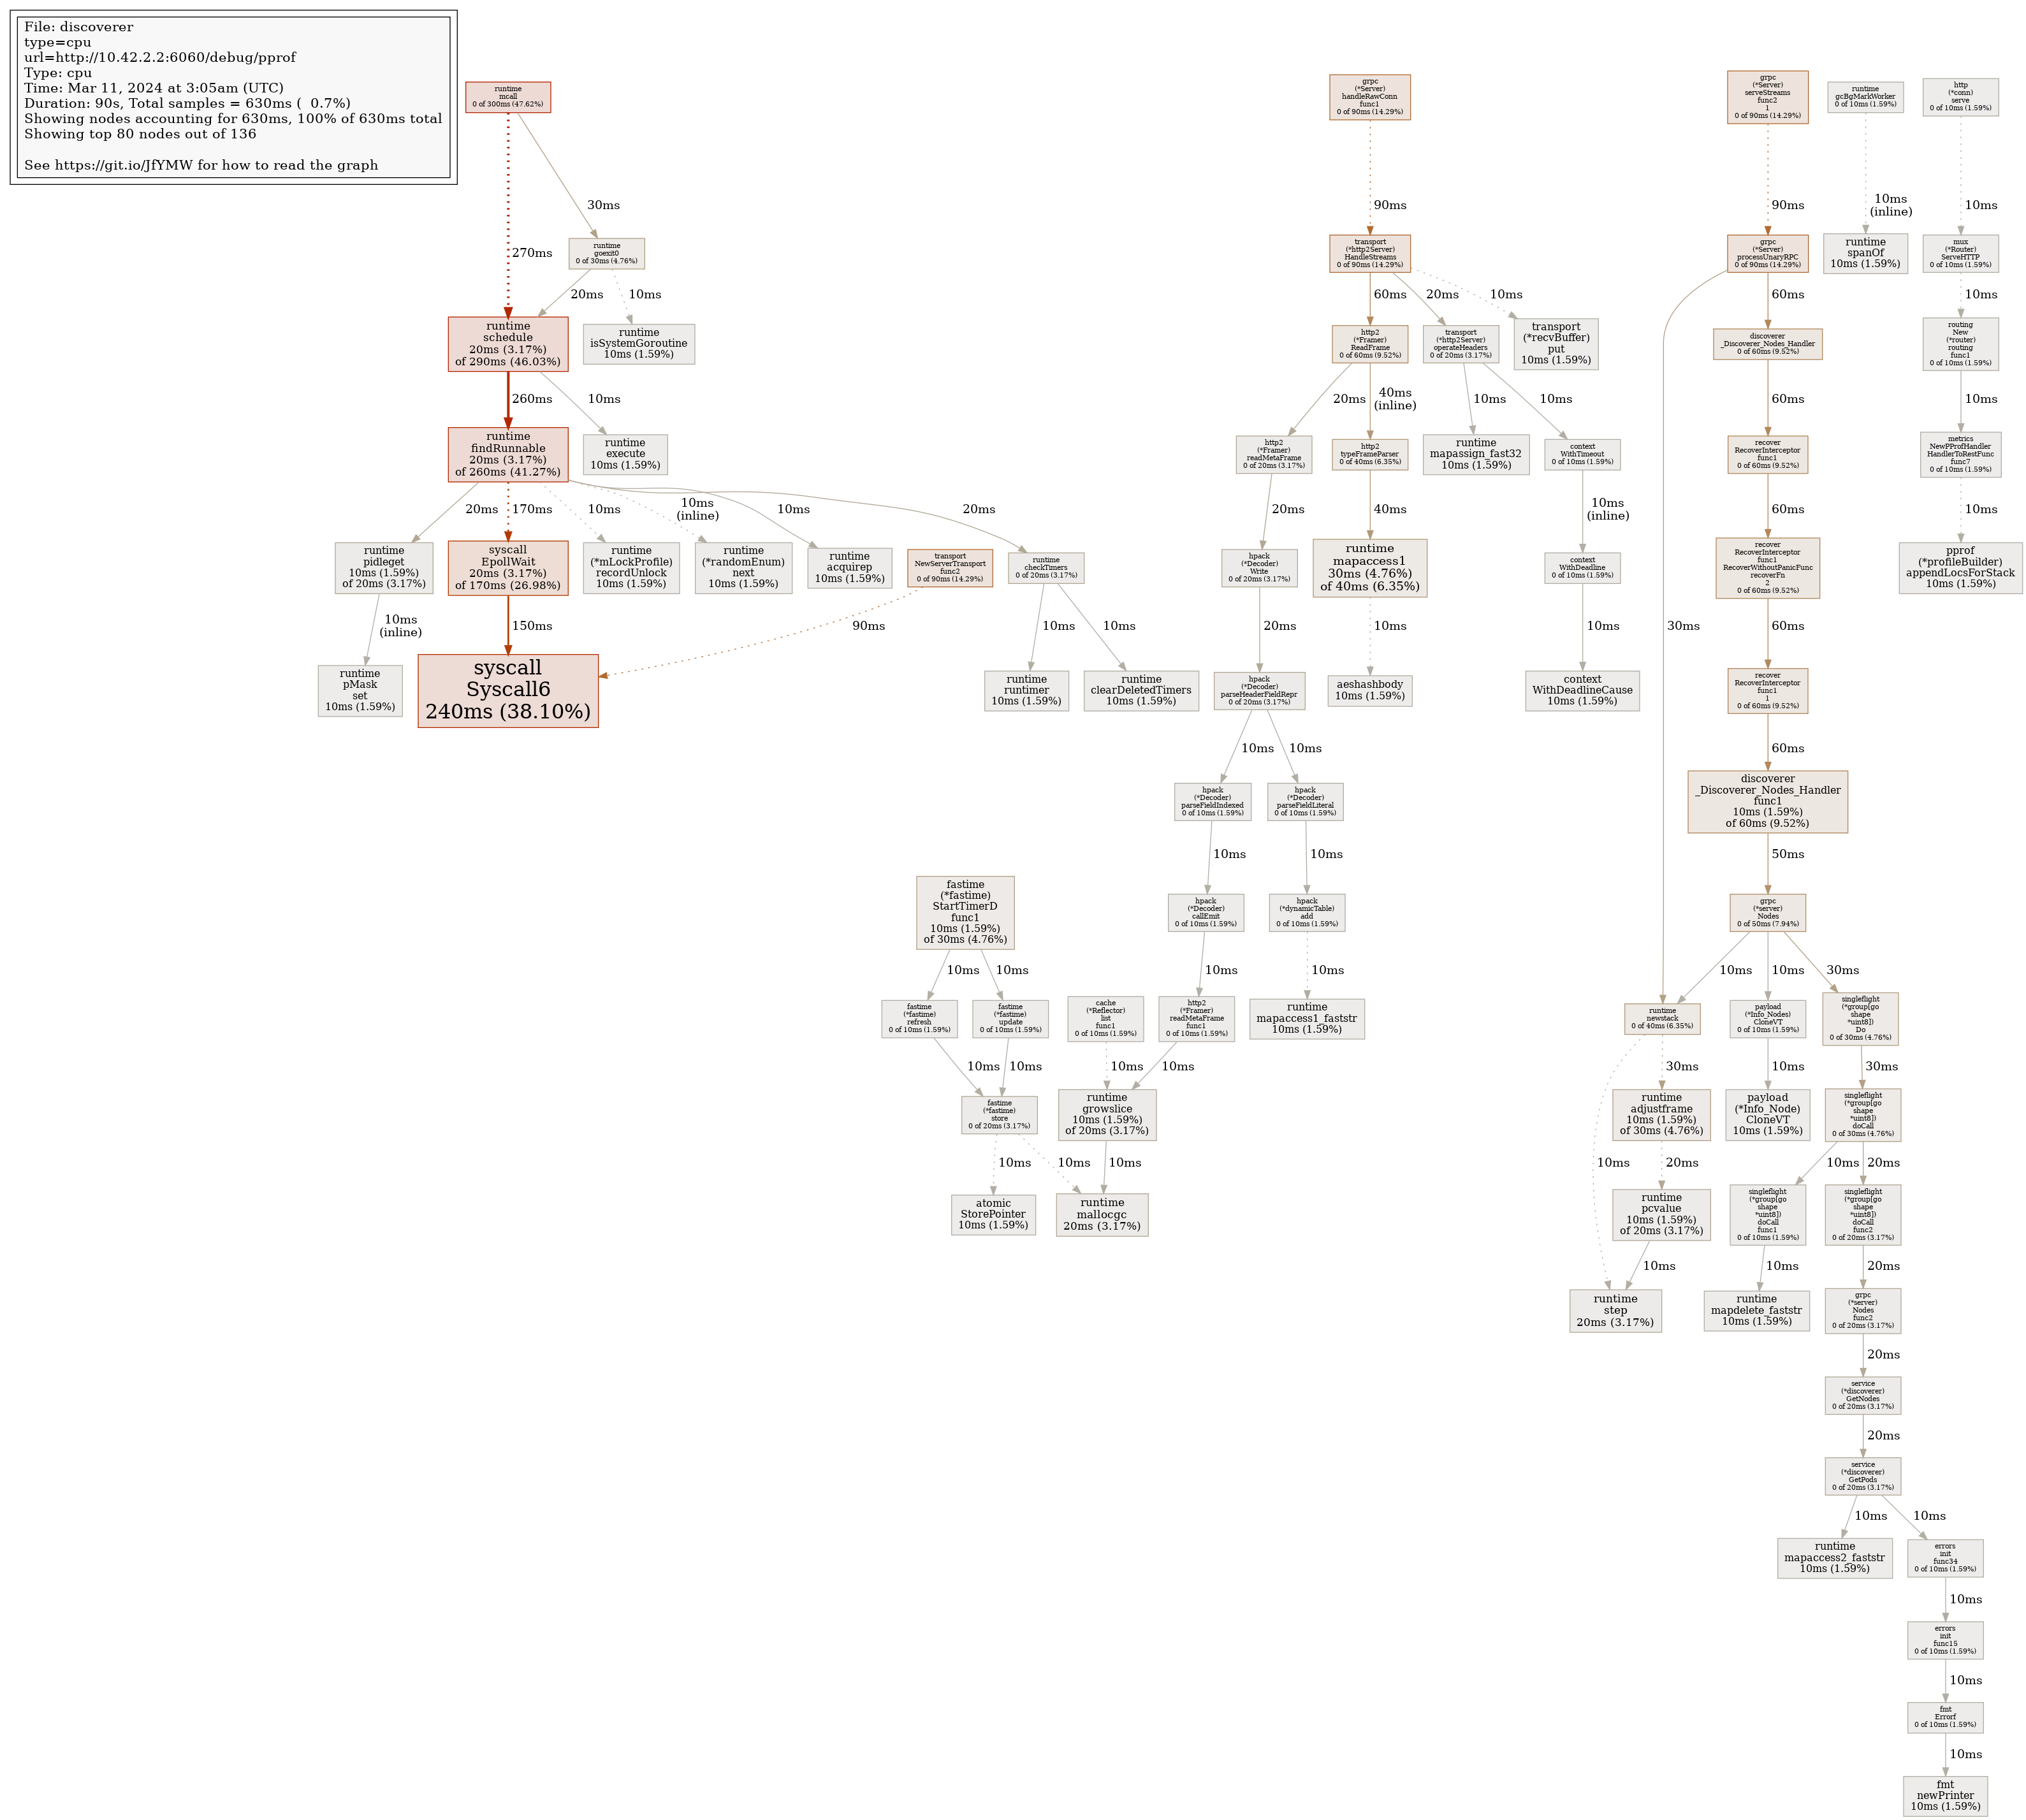 File: discoverer
type=cpu
url=http://10.42.2.2:6060/debug/pprof
Type: cpu
Time: Mar 11, 2024 at 3:05am (UTC)
Duration: 90s, Total samples = 630ms ( 0.7%)
Showing nodes accounting for 630ms, 100% of 630ms total
Showing top 80 nodes out of 136
See https://git.io/JfYMW for how to read the graph
runtime
mcall
0 of 300ms (47.62%)
grpc
(*Server)
handleRawConn
func1
0 of 90ms (14.29%)
grpc
(*Server)
serveStreams
func2
1
0 of 90ms (14.29%)
runtime
gcBgMarkWorker
0 of 10ms (1.59%)
http
(*conn)
serve
0 of 10ms (1.59%)
270ms
30ms
90ms
90ms
10ms
(inline)
10ms
runtime
goexit0
0 of 30ms (4.76%)
transport
(*http2Server)
HandleStreams
0 of 90ms (14.29%)
grpc
(*Server)
processUnaryRPC
0 of 90ms (14.29%)
runtime
spanOf
10ms (1.59%)
mux
(*Router)
ServeHTTP
0 of 10ms (1.59%)
20ms
10ms
60ms
20ms
10ms
60ms
10ms
runtime
schedule
20ms (3.17%)
of 290ms (46.03%)
runtime
isSystemGoroutine
10ms (1.59%)
http2
(*Framer)
ReadFrame
0 of 60ms (9.52%)
transport
(*http2Server)
operateHeaders
0 of 20ms (3.17%)
transport
(*recvBuffer)
put
10ms (1.59%)
discoverer
_Discoverer_Nodes_Handler
0 of 60ms (9.52%)
routing
New
(*router)
routing
func1
0 of 10ms (1.59%)
260ms
10ms
20ms
40ms
(inline)
10ms
10ms
60ms
10ms
runtime
findRunnable
20ms (3.17%)
of 260ms (41.27%)
runtime
execute
10ms (1.59%)
http2
(*Framer)
readMetaFrame
0 of 20ms (3.17%)
http2
typeFrameParser
0 of 40ms (6.35%)
runtime
mapassign_fast32
10ms (1.59%)
context
WithTimeout
0 of 10ms (1.59%)
recover
RecoverInterceptor
func1
0 of 60ms (9.52%)
metrics
NewPProfHandler
HandlerToRestFunc
func7
0 of 10ms (1.59%)
20ms
170ms
10ms
10ms
(inline)
10ms
20ms
20ms
40ms
10ms
(inline)
60ms
10ms
runtime
pidleget
10ms (1.59%)
of 20ms (3.17%)
syscall
EpollWait
20ms (3.17%)
of 170ms (26.98%)
runtime
(*mLockProfile)
recordUnlock
10ms (1.59%)
runtime
(*randomEnum)
next
10ms (1.59%)
runtime
acquirep
10ms (1.59%)
transport
NewServerTransport
func2
0 of 90ms (14.29%)
runtime
checkTimers
0 of 20ms (3.17%)
hpack
(*Decoder)
Write
0 of 20ms (3.17%)
runtime
mapaccess1
30ms (4.76%)
of 40ms (6.35%)
context
WithDeadline
0 of 10ms (1.59%)
recover
RecoverInterceptor
func1
RecoverWithoutPanicFunc
recoverFn
2
0 of 60ms (9.52%)
pprof
(*profileBuilder)
appendLocsForStack
10ms (1.59%)
10ms
(inline)
150ms
90ms
10ms
10ms
20ms
10ms
10ms
30ms
60ms
runtime
pMask
set
10ms (1.59%)
syscall
Syscall6
240ms (38.10%)
runtime
runtimer
10ms (1.59%)
runtime
clearDeletedTimers
10ms (1.59%)
hpack
(*Decoder)
parseHeaderFieldRepr
0 of 20ms (3.17%)
aeshashbody
10ms (1.59%)
context
WithDeadlineCause
10ms (1.59%)
recover
RecoverInterceptor
func1
1
0 of 60ms (9.52%)
10ms
10ms
60ms
hpack
(*Decoder)
parseFieldIndexed
0 of 10ms (1.59%)
hpack
(*Decoder)
parseFieldLiteral
0 of 10ms (1.59%)
discoverer
_Discoverer_Nodes_Handler
func1
10ms (1.59%)
of 60ms (9.52%)
10ms
10ms
50ms
fastime
(*fastime)
StartTimerD
func1
10ms (1.59%)
of 30ms (4.76%)
hpack
(*Decoder)
callEmit
0 of 10ms (1.59%)
hpack
(*dynamicTable)
add
0 of 10ms (1.59%)
grpc
(*server)
Nodes
0 of 50ms (7.94%)
10ms
10ms
10ms
10ms
10ms
10ms
30ms
fastime
(*fastime)
refresh
0 of 10ms (1.59%)
fastime
(*fastime)
update
0 of 10ms (1.59%)
cache
(*Reflector)
list
func1
0 of 10ms (1.59%)
http2
(*Framer)
readMetaFrame
func1
0 of 10ms (1.59%)
runtime
mapaccess1_faststr
10ms (1.59%)
runtime
newstack
0 of 40ms (6.35%)
payload
(*Info_Nodes)
CloneVT
0 of 10ms (1.59%)
singleflight
(*group[go
shape
*uint8])
Do
0 of 30ms (4.76%)
10ms
10ms
10ms
10ms
30ms
10ms
30ms
fastime
(*fastime)
store
0 of 20ms (3.17%)
runtime
growslice
10ms (1.59%)
of 20ms (3.17%)
runtime
adjustframe
10ms (1.59%)
of 30ms (4.76%)
payload
(*Info_Node)
CloneVT
10ms (1.59%)
singleflight
(*group[go
shape
*uint8])
doCall
0 of 30ms (4.76%)
10ms
10ms
10ms
10ms
20ms
10ms
20ms
atomic
StorePointer
10ms (1.59%)
runtime
mallocgc
20ms (3.17%)
runtime
pcvalue
10ms (1.59%)
of 20ms (3.17%)
singleflight
(*group[go
shape
*uint8])
doCall
func1
0 of 10ms (1.59%)
singleflight
(*group[go
shape
*uint8])
doCall
func2
0 of 20ms (3.17%)
10ms
10ms
20ms
runtime
step
20ms (3.17%)
runtime
mapdelete_faststr
10ms (1.59%)
grpc
(*server)
Nodes
func2
0 of 20ms (3.17%)
20ms
service
(*discoverer)
GetNodes
0 of 20ms (3.17%)
20ms
service
(*discoverer)
GetPods
0 of 20ms (3.17%)
10ms
10ms
runtime
mapaccess2_faststr
10ms (1.59%)
errors
init
func34
0 of 10ms (1.59%)
10ms
errors
init
func15
0 of 10ms (1.59%)
10ms
fmt
Errorf
0 of 10ms (1.59%)
10ms
fmt
newPrinter
10ms (1.59%)